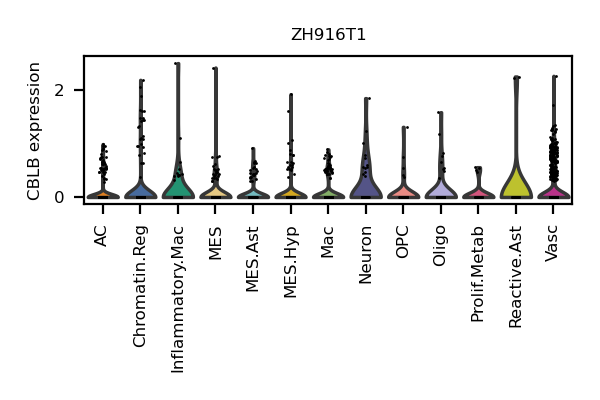 ZH916T1
CBLB expression
2
0
AC
Chromatin.Reg
Inflammatory.Mac
MES
MES.Ast
MES.Hyp
Mac
Neuron
OPC
Oligo
Prolif.Metab
Reactive.Ast
Vasc